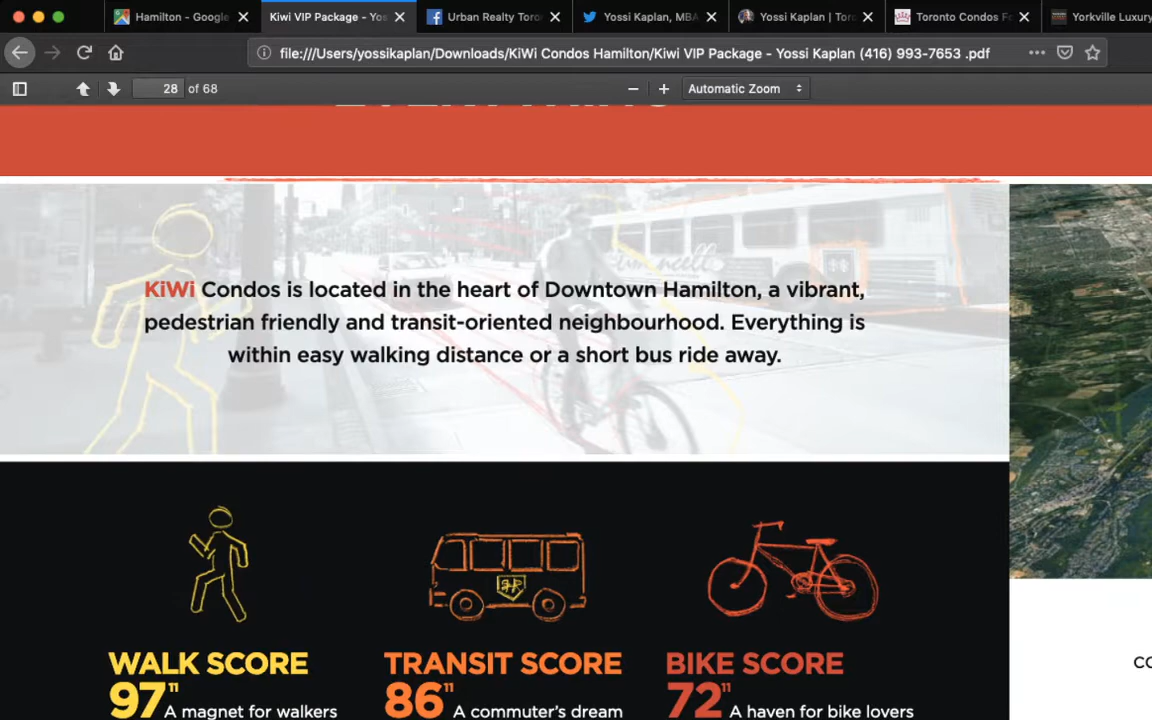 Hamilton - Google
Kiwi VIP Package - Yos
Urban Realty Toro
Yossi Kaplan, MBA
Yossi Kaplan | Toro
Toronto Condos Fo
Yorkville Luxury
file:///Users/yossikaplan/Downloads/KiWi Condos Hamilton/Kiwi VIP Package - Yossi Kaplan (416) 993-7653 .pdf
28 of 68
Automatic Zoom
KiWi Condos is located in the heart of Downtown Hamilton, a vibrant,
pedestrian friendly and transit-oriented neighbourhood. Everything is
within easy walking distance or a short bus ride away.
WALK SCORE
97" A magnet for walkers
TRANSIT SCORE
86" A commuter's dream
BIKE SCORE
72" A haven for bike lovers